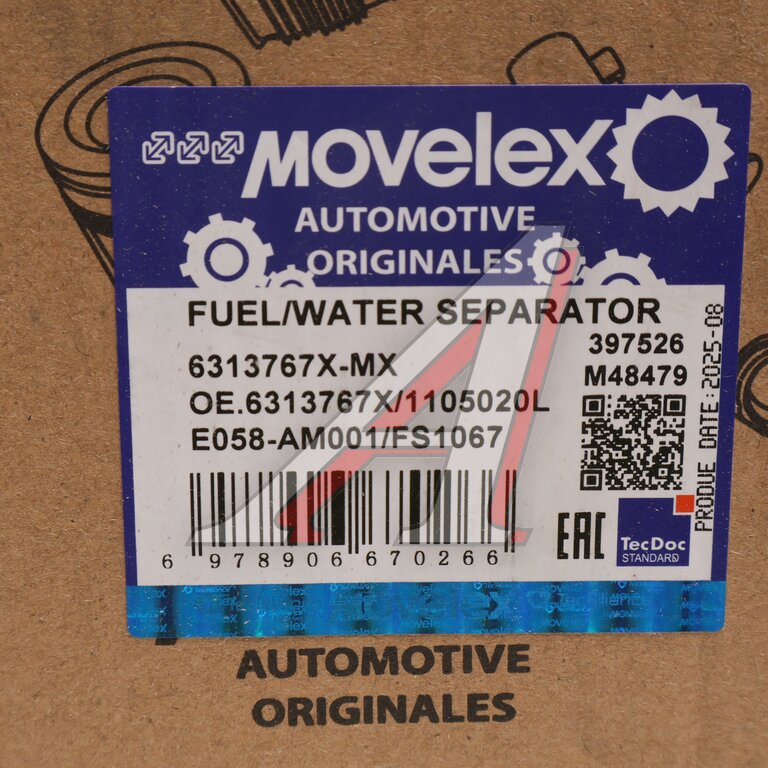 MOVELEX
AUTOMOTIVE
ORIGINALES
FUEL/WATER SEPARATOR
6313767X-MX
397526
M48479
OE.6313767X/1105020L
E058-AM001/FS1067
PRODUE DATE:2025-08
6 978906 670266
EAC
TecDoc
STANDARD
MOVELEX
AUTOMOTIVE
ORIGINALES